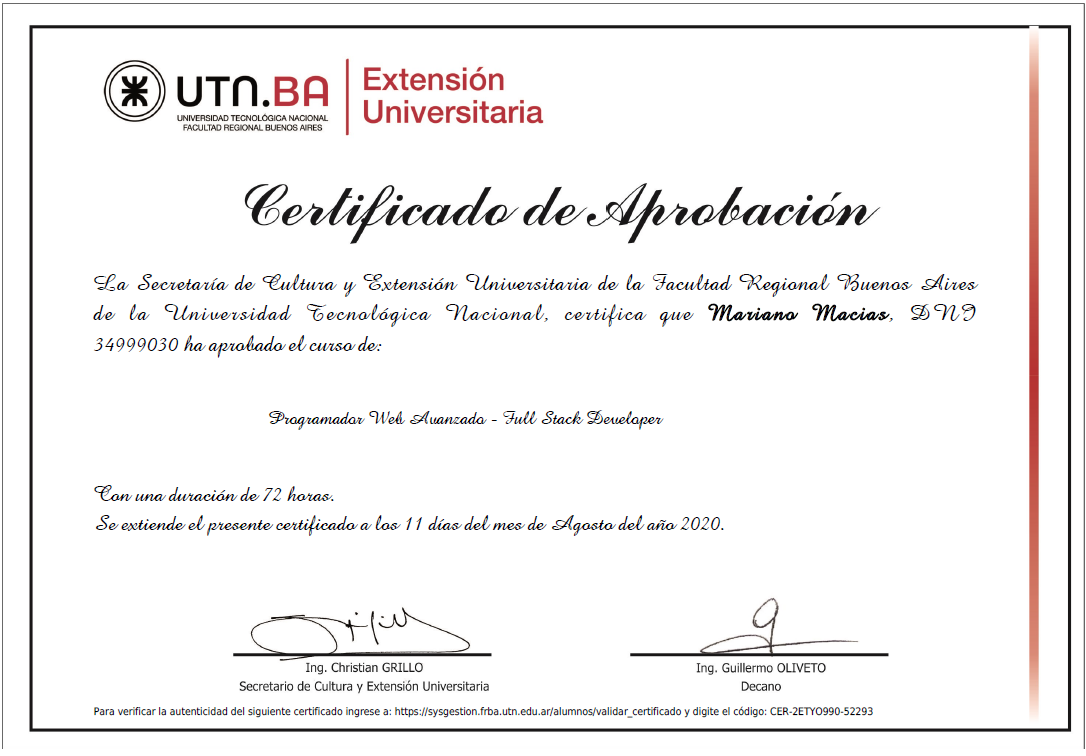 UTN.BA
UNIVERSIDAD TECNOLÓGICA NACIONAL
FACULTAD REGIONAL BUENOS AIRES
Extensión
Universitaria
Certificado de Aprobación
La Secretaría de Cultura y Extensión Universitaria de la Facultad Regional Buenos Aires
de la Universidad Tecnológica Nacional, certifica que Mariano Macias, DNI
34999030 ha aprobado el curso de:
Programador Web Avanzado - Full Stack Developer
Con una duración de 72 horas.
Se extiende el presente certificado a los 11 días del mes de Agosto del año 2020.
Ing. Christian GRILLO
Secretario de Cultura y Extensión Universitaria
Ing. Guillermo OLIVETO
Decano
Para verificar la autenticidad del siguiente certificado ingrese a: https://sysgestion.frba.utn.edu.ar/alumnos/validar_certificado y digite el código: CER-2ETYO990-52293